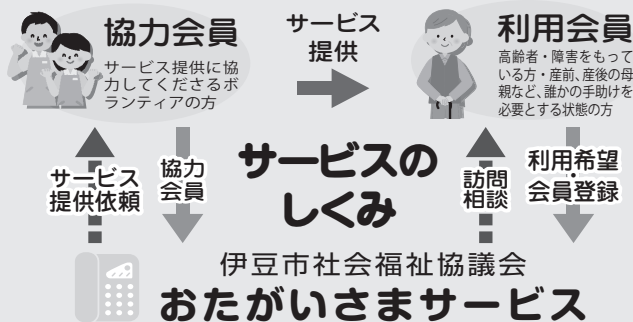 協力会員
サービス提供に協
力してくださるボ
ランティアの方
サービス
提供
利用会員
高齢者・障害をもって
いる方・産前、産後の母
親など、誰かの手助けを
必要とする状態の方
サービス
提供依頼
協力
会員
サービスの
しくみ
訪問
相談
利用希望
・
会員登録
伊豆市社会福祉協議会
おたがいさまサービス